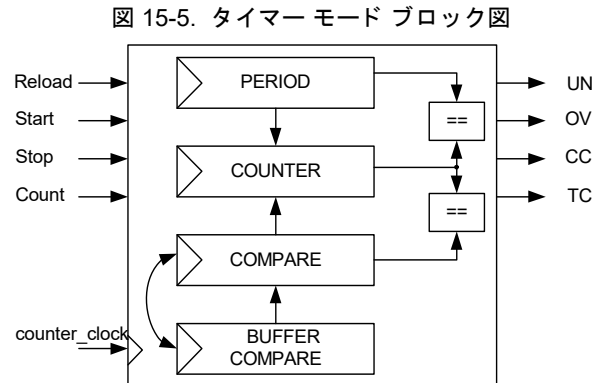 図 15-5. タイマー モード ブロック図
Reload
Start
Stop
Count
counter_clock
PERIOD
COUNTER
COMPARE
BUFFER
COMPARE
==
==
UN
OV
CC
TC